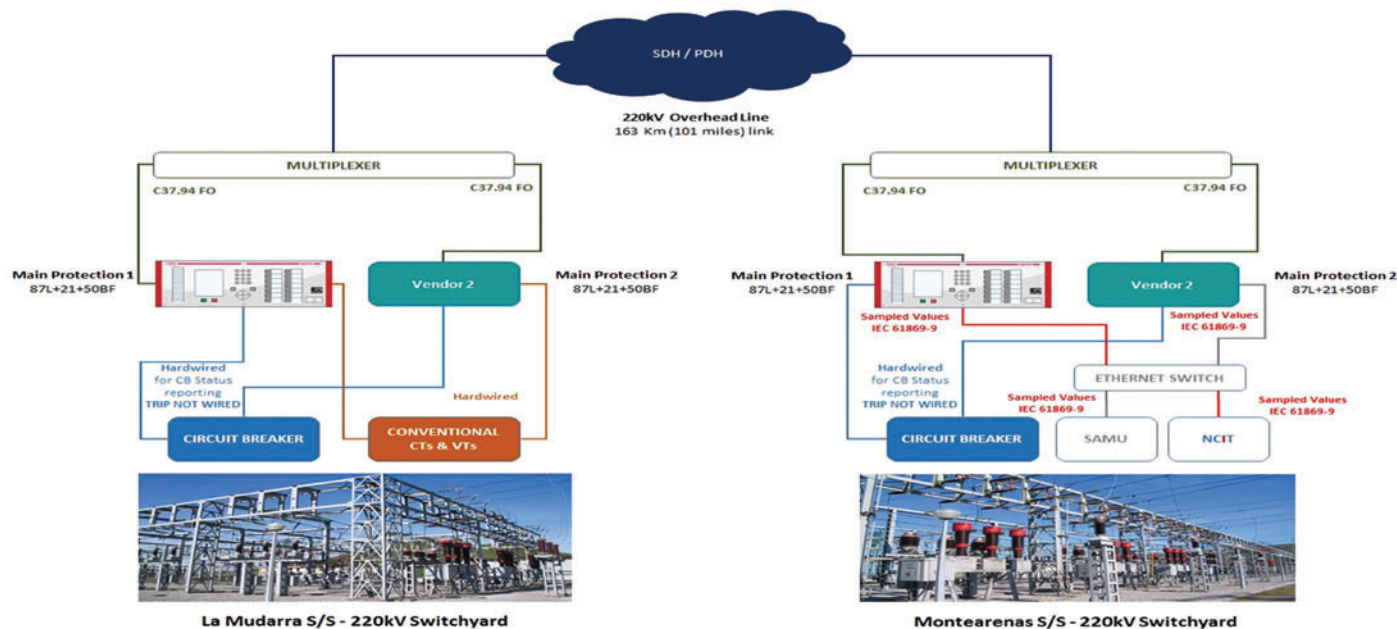 SDH / PDH
220kV Overhead Line
163 Km (101 miles) link
MULTIPLEXER
C37.94 FO
C37.94 FO
Main Protection 1
87L+21+50BF
Vendor 2
Main Protection 2
87L+21+50BF
Hardwired
for CB Status
reporting
TRIP NOT WIRED
Hardwired
CIRCUIT BREAKER
CONVENTIONAL
CTs & VTs
La Mudarra S/S - 220kV Switchyard
MULTIPLEXER
C37.94 FO
C37.94 FO
Main Protection 1
87L+21+50BF
Vendor 2
Main Protection 2
87L+21+50BF
Sampled Values
IEC 61869-9
Sampled Values
IEC 61869-9
Hardwired
for CB Status
reporting
TRIP NOT WIRED
ETHERNET SWITCH
Sampled Values
IEC 61869-9
Sampled Values
IEC 61869-9
CIRCUIT BREAKER
SAMU
NCIT
Montearenas S/S - 220kV Switchyard